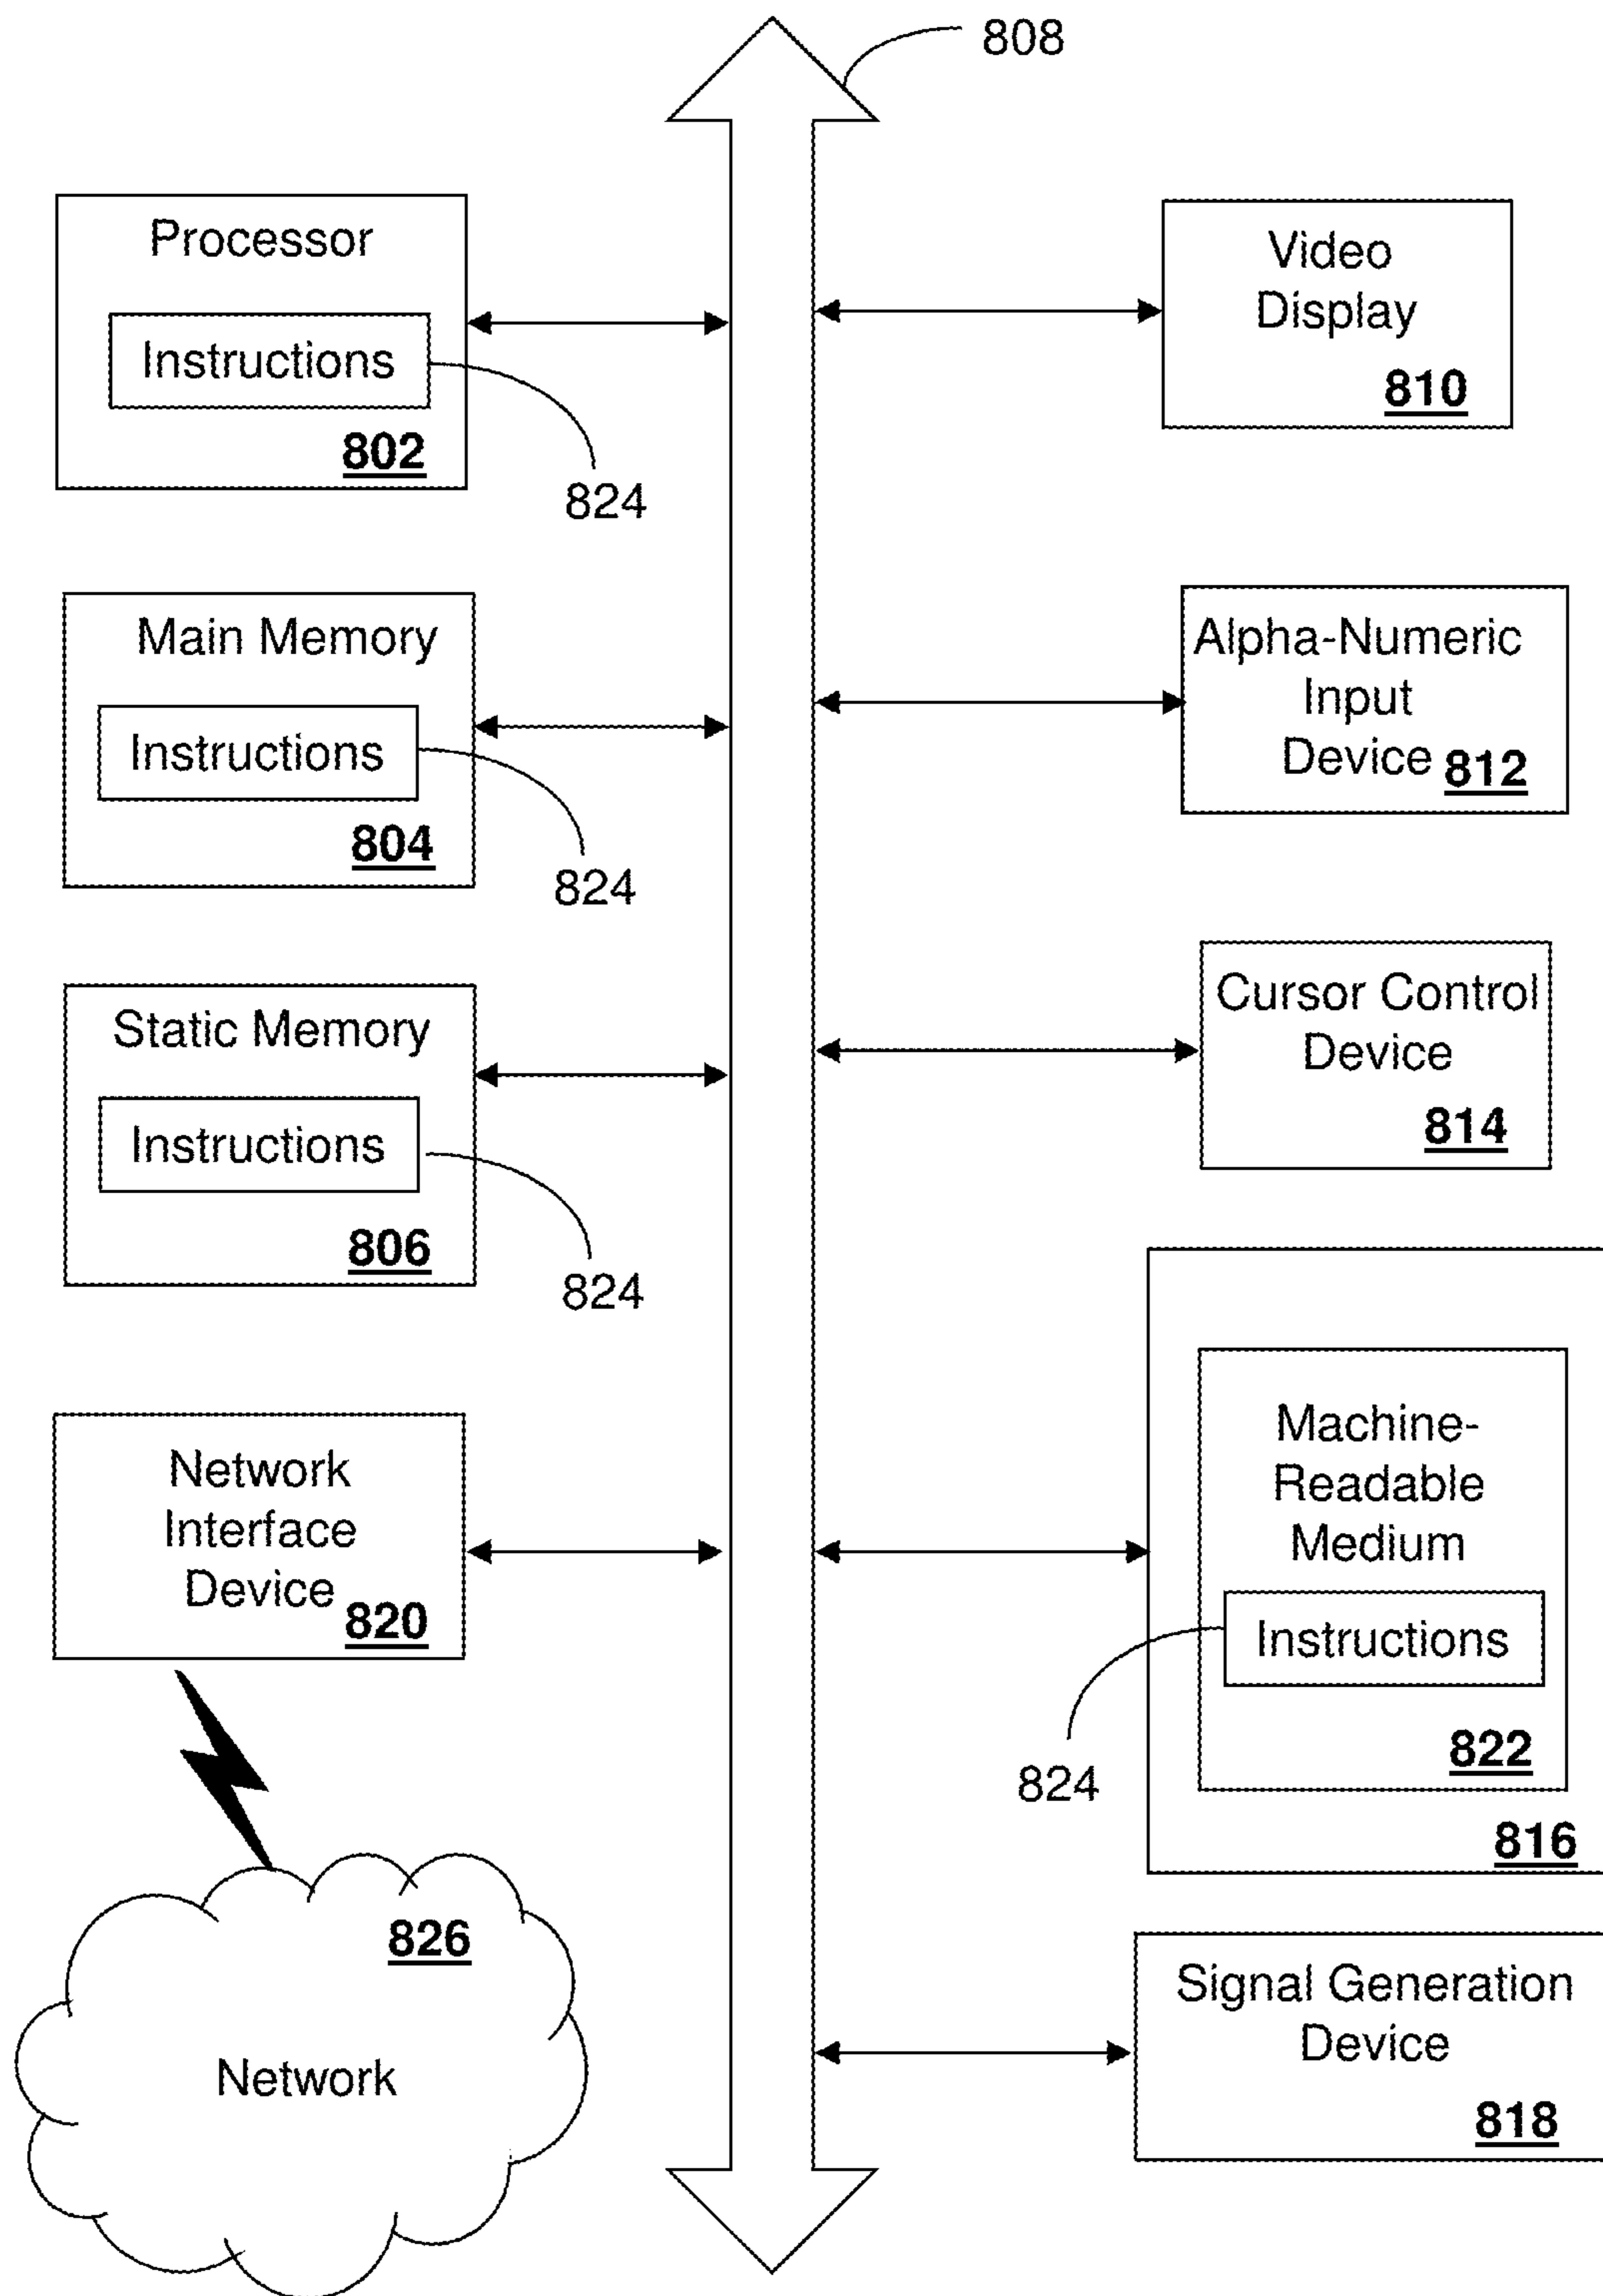 808
Processor
Instructions
802
824
Main Memory
Instructions
804
824
Static Memory
Instructions
806
824
Network
Interface
Device
820
826
Network
Video
Display
810
Alpha-Numeric
Input
Device 812
Cursor Control
Device
814
Machine-
Readable
Medium
Instructions
822
824
816
Signal Generation
Device
818